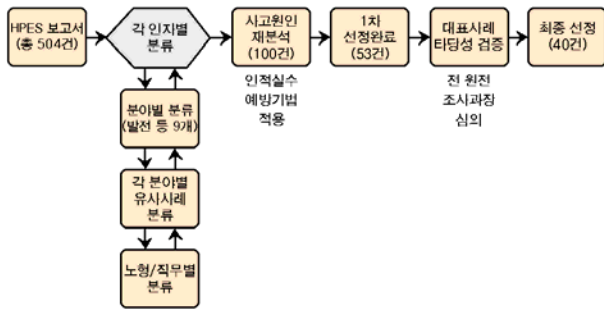 HPES 보고서
(총 504건)
각 인지별
분류
사고원인
재분석
(100건)
1차
선정완료
(53건)
대표사례
타당성 검증
최종 선정
(40건)
인적실수
예방기법
적용
전 원전
조사과장
심의
분야별 분류
(발전 등 9개)
각 분야별
유사사례
분류
노형/직무별
분류